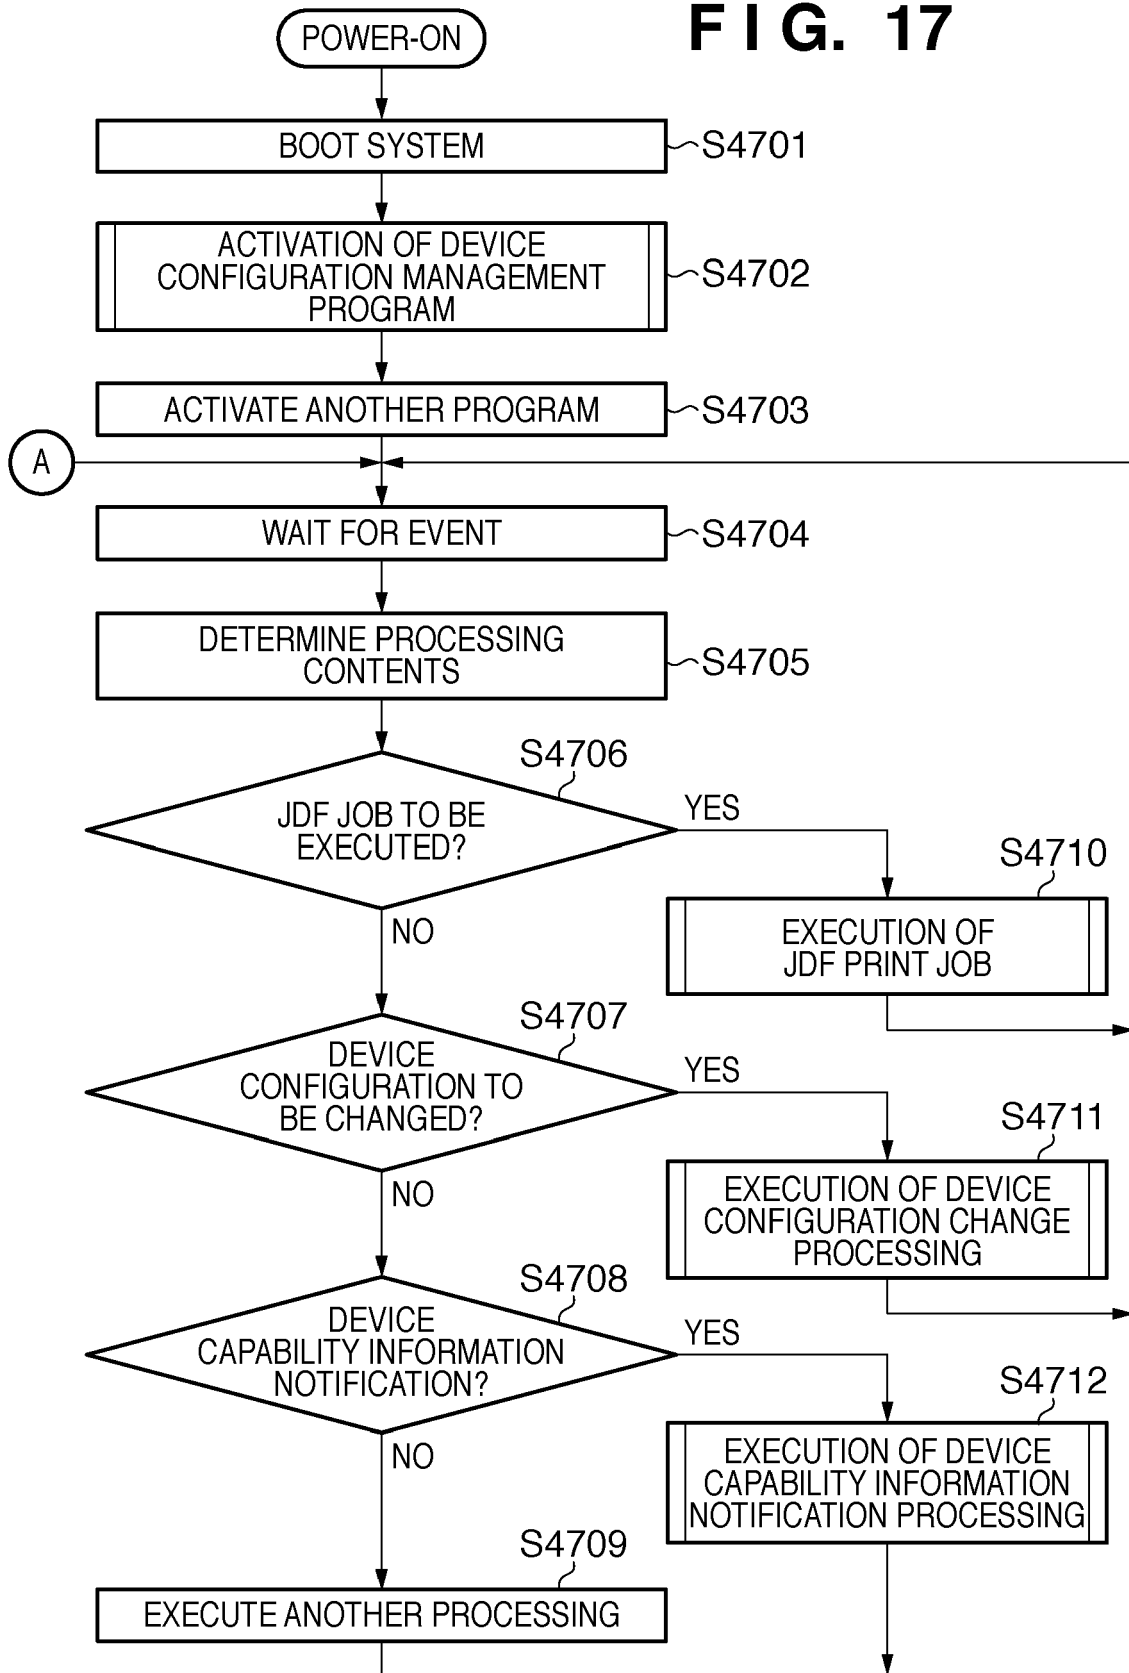 FIG. 17
POWER-ON
BOOT SYSTEM
S4701
ACTIVATION OF DEVICE
CONFIGURATION MANAGEMENT
PROGRAM
S4702
ACTIVATE ANOTHER PROGRAM
S4703
A
WAIT FOR EVENT
S4704
DETERMINE PROCESSING
CONTENTS
S4705
S4706
JDF JOB TO BE
EXECUTED?
YES
NO
S4710
EXECUTION OF
JDF PRINT JOB
S4707
DEVICE
CONFIGURATION TO
BE CHANGED?
YES
NO
S4711
EXECUTION OF DEVICE
CONFIGURATION CHANGE
PROCESSING
S4708
DEVICE
CAPABILITY INFORMATION
NOTIFICATION?
YES
NO
S4712
EXECUTION OF DEVICE
CAPABILITY INFORMATION
NOTIFICATION PROCESSING
S4709
EXECUTE ANOTHER PROCESSING